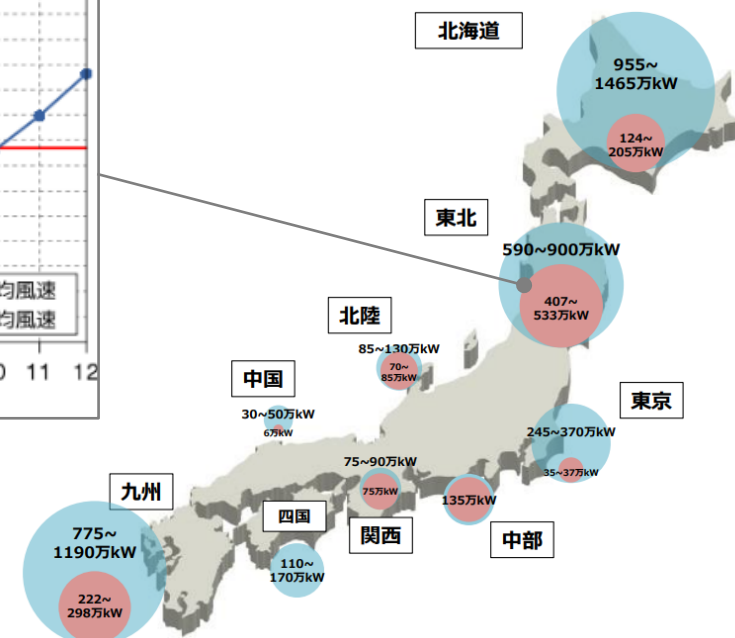 北海道
955~
1465万kW
124~
205万kW
東北
590~900万kW
407~
533万kW
北陸
85~130万kW
70~
85万kW
中国
30~50万kW
6万kW
東京
245~370万kW
35~37万kW
75~90万kW
75万kW
関西
135万kW
中部
四国
110~
170万kW
九州
775~
1190万kW
222~
298万kW
均風速
均風速
0 11 12